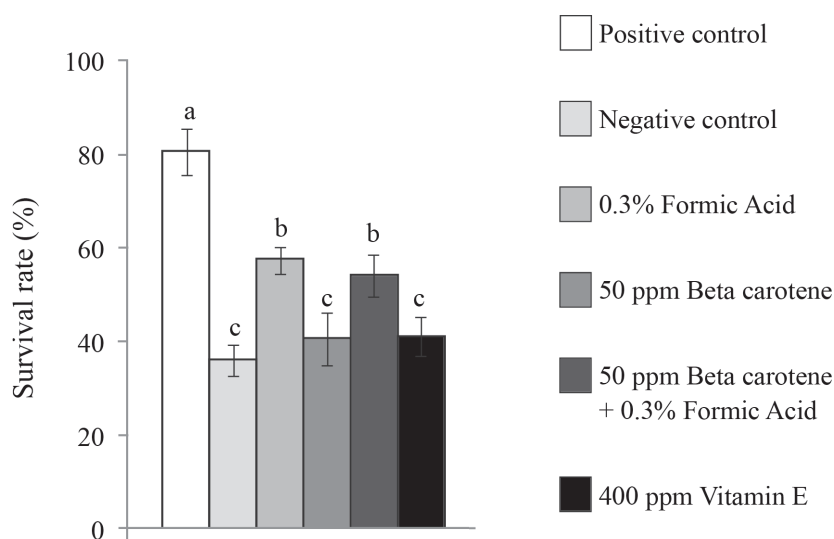 Survival rate (%)
100
80
60
40
20
0
a
c
b
c
b
c
Positive control
Negative control
0.3% Formic Acid
50 ppm Beta carotene
50 ppm Beta carotene
+ 0.3% Formic Acid
400 ppm Vitamin E